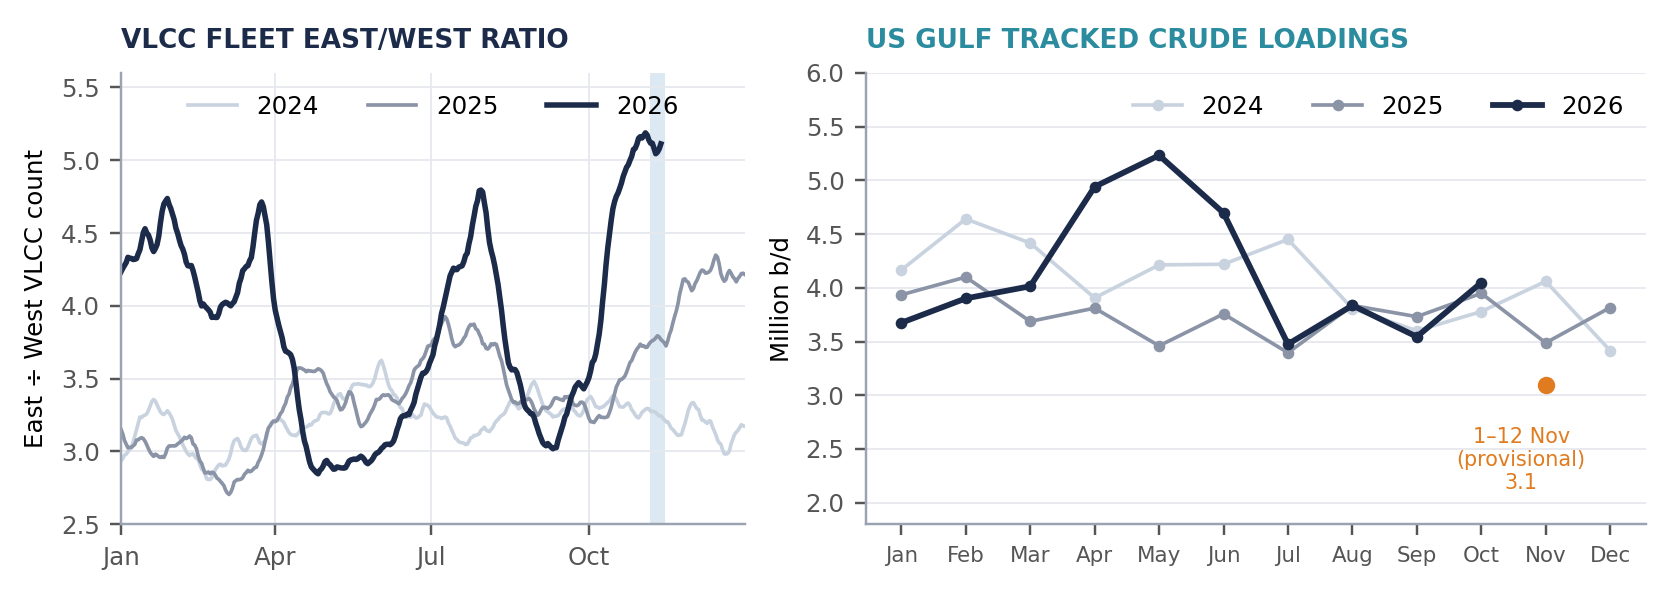 VLCC FLEET EAST/WEST RATIO
East ÷ West VLCC count
5.5
5.0
4.5
4.0
3.5
3.0
2.5
2024 2025 2026
Jan Apr Jul Oct
US GULF TRACKED CRUDE LOADINGS
Million b/d
6.0
5.5
5.0
4.5
4.0
3.5
3.0
2.5
2.0
2024 2025 2026
1–12 Nov
(provisional)
3.1
Jan Feb Mar Apr May Jun Jul Aug Sep Oct Nov Dec